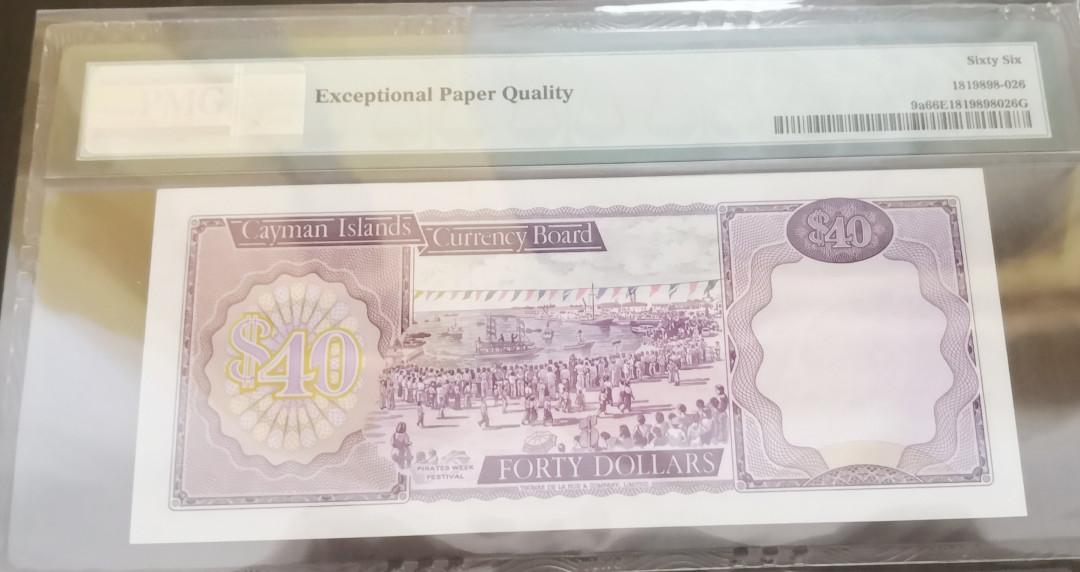 Sixty Six
PMG
Exceptional Paper Quality
1819898-026
9a66E1819898026G
Cayman Islands
Currency Board
$40
$40
PIRATES WEEK
FESTIVAL
FORTY DOLLARS
THOMAS DE LA RUE & COMPANY, LIMITED